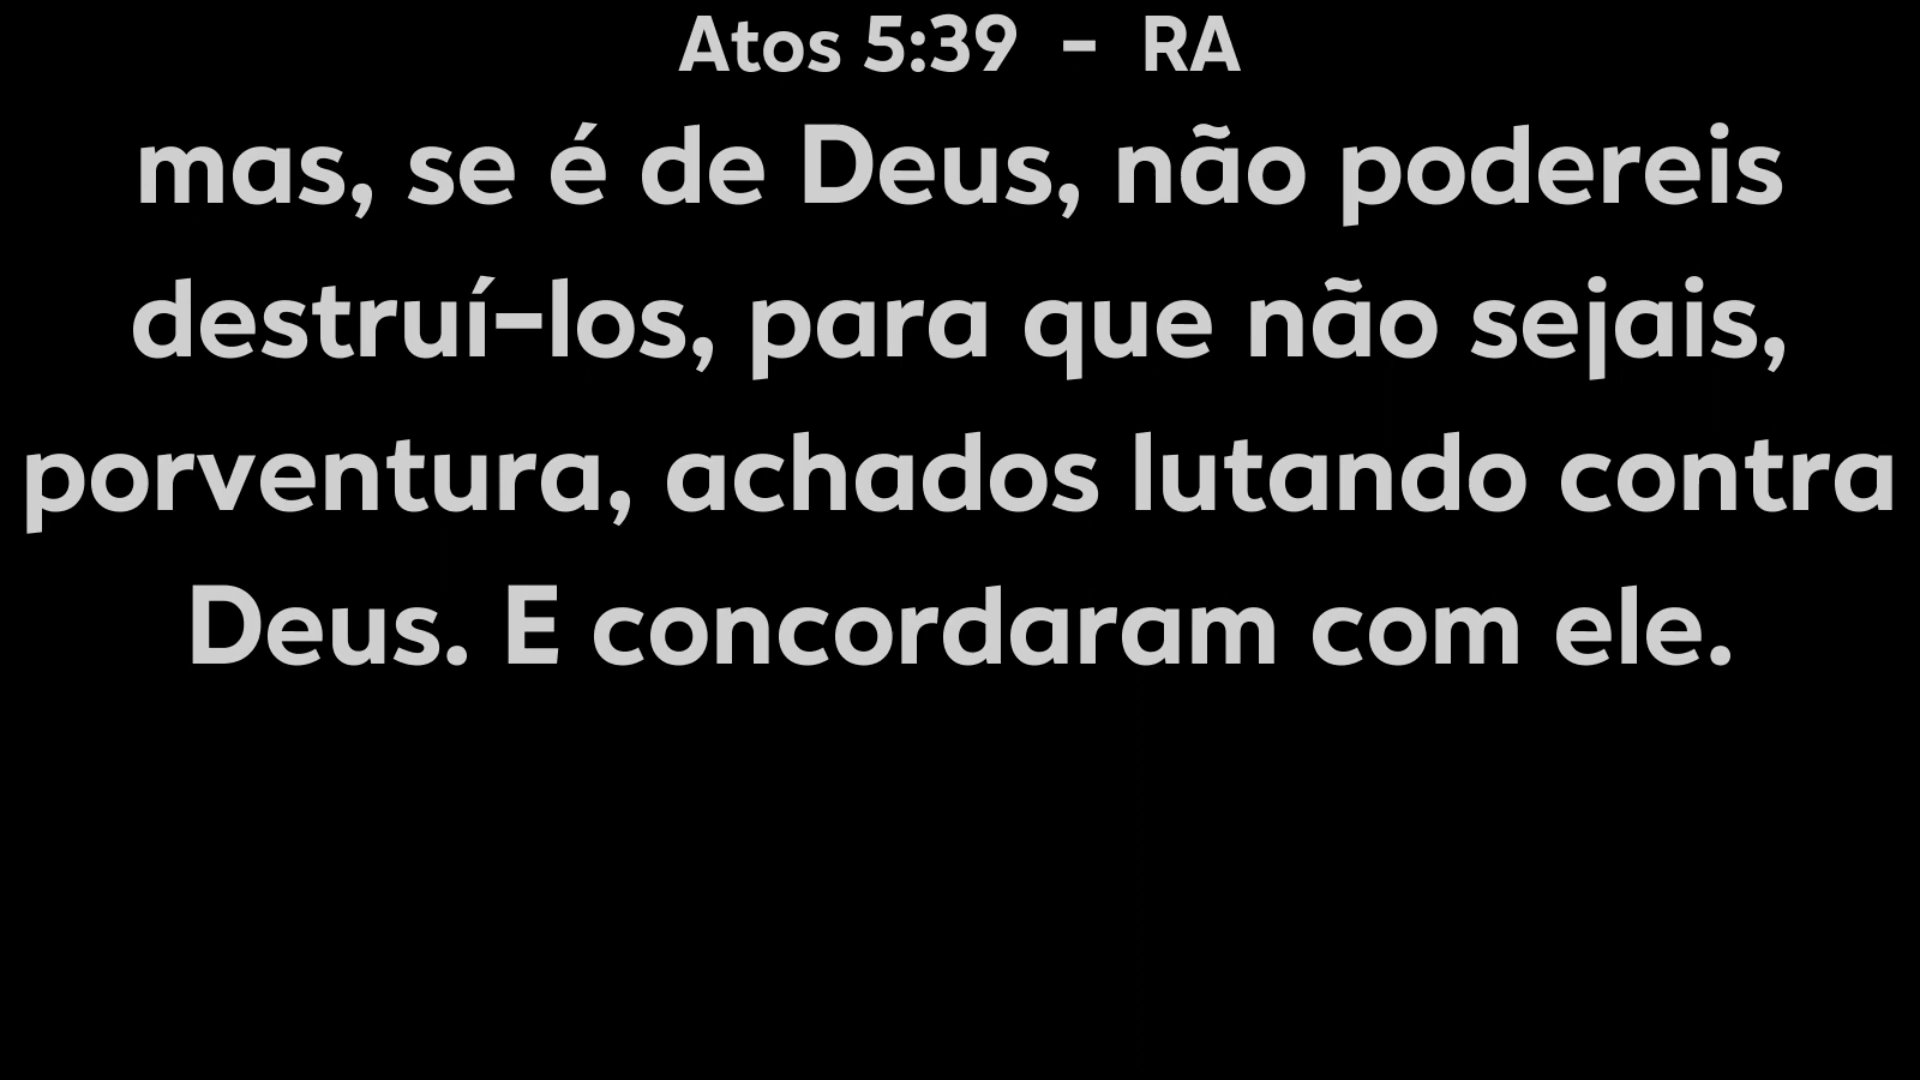 Atos 5:39 - RA
mas, se é de Deus, não podereis
destruí-los, para que não sejais,
porventura, achados lutando contra
Deus. E concordaram com ele.